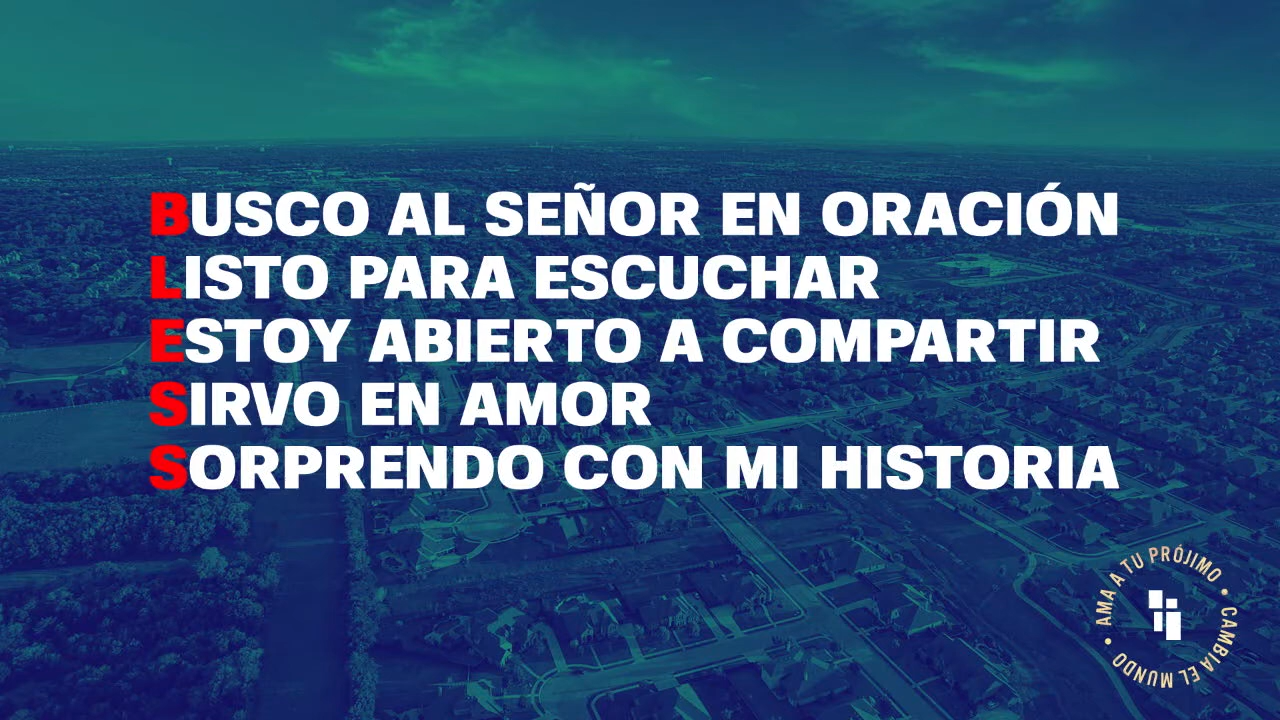 BUSCO AL SEÑOR EN ORACIÓN
LISTO PARA ESCUCHAR
ESTOY ABIERTO A COMPARTIR
SIRVO EN AMOR
SORPRENDO CON MI HISTORIA
AMA A TU PRÓJIMO • CAMBIA EL MUNDO •